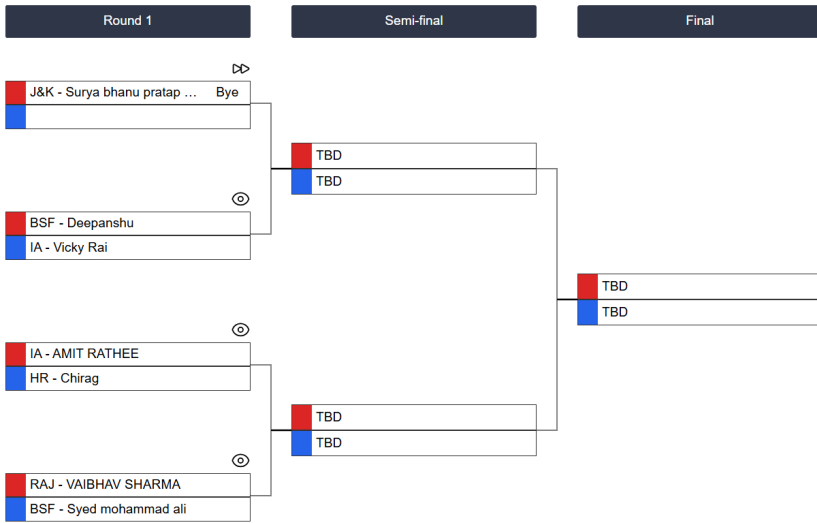 Round 1
Semi-final
Final
J&K - Surya bhanu pratap ... Bye
BSF - Deepanshu
IA - Vicky Rai
IA - AMIT RATHEE
HR - Chirag
RAJ - VAIBHAV SHARMA
BSF - Syed mohammad ali
TBD
TBD
TBD
TBD
TBD
TBD